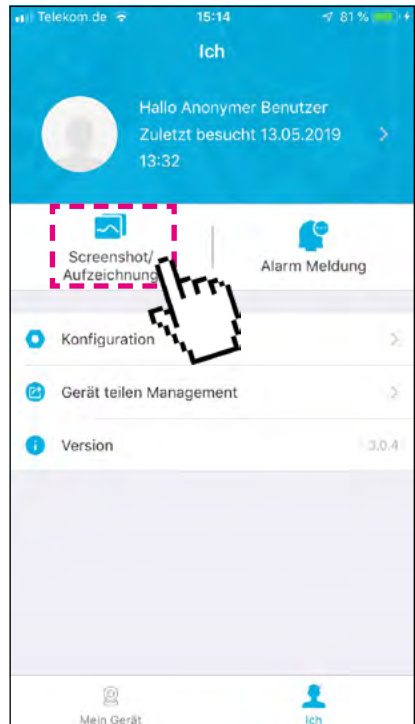 Telekom.de 15:14 81 %
Ich
Hallo Anonymer Benutzer
Zuletzt besucht 13.05.2019
13:32
Screenshot/
Aufzeichnung
Alarm Meldung
Konfiguration
Gerät teilen Management
Version 3.0.4
Mein Gerät Ich